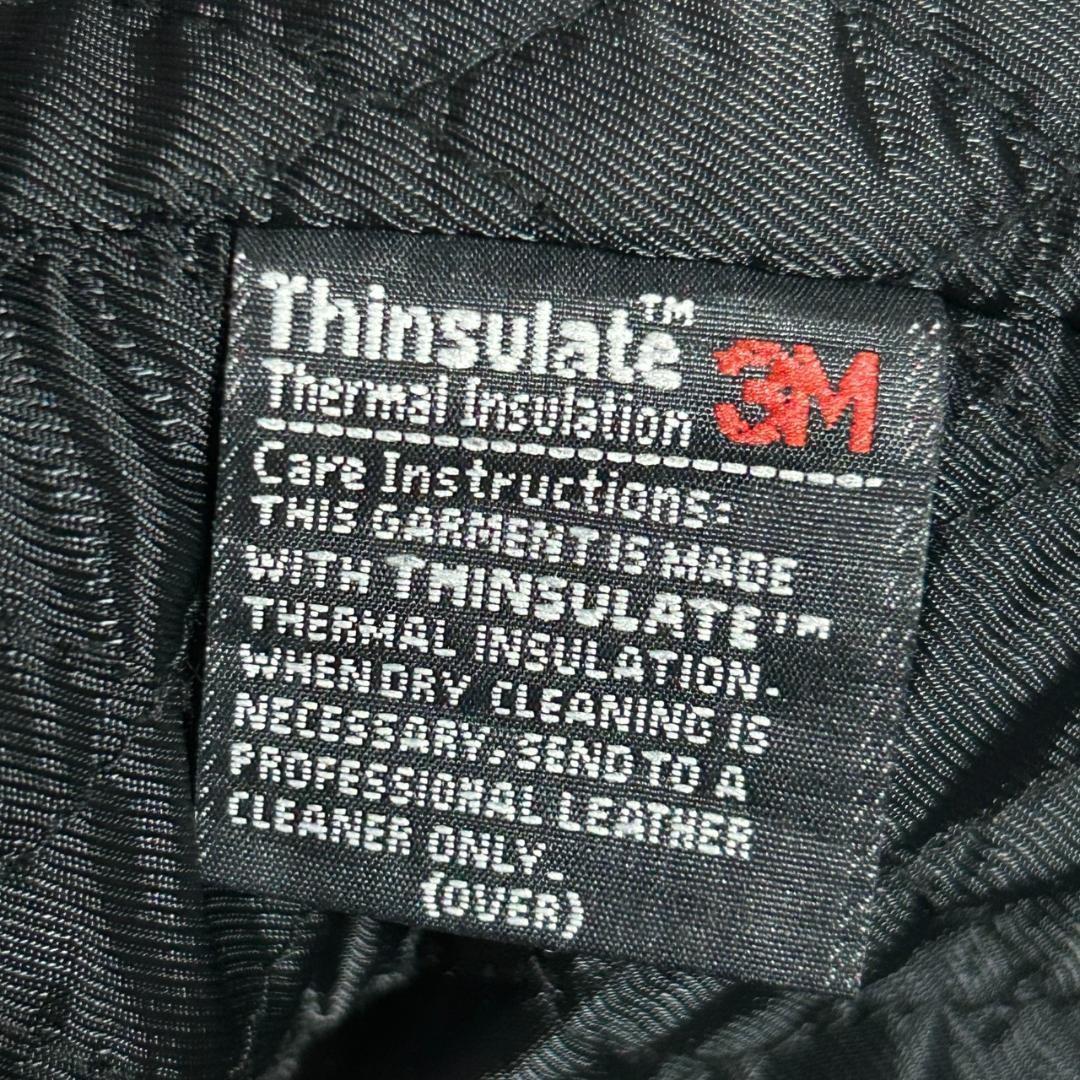 Thinsulate™ 3M
Thermal Insulation
Care Instructions:
THIS GARMENT IS MADE
WITH THINSULATE™
THERMAL INSULATION.
WHEN DRY CLEANING IS
NECESSARY, SEND TO A
PROFESSIONAL LEATHER
CLEANER ONLY.
(OVER)